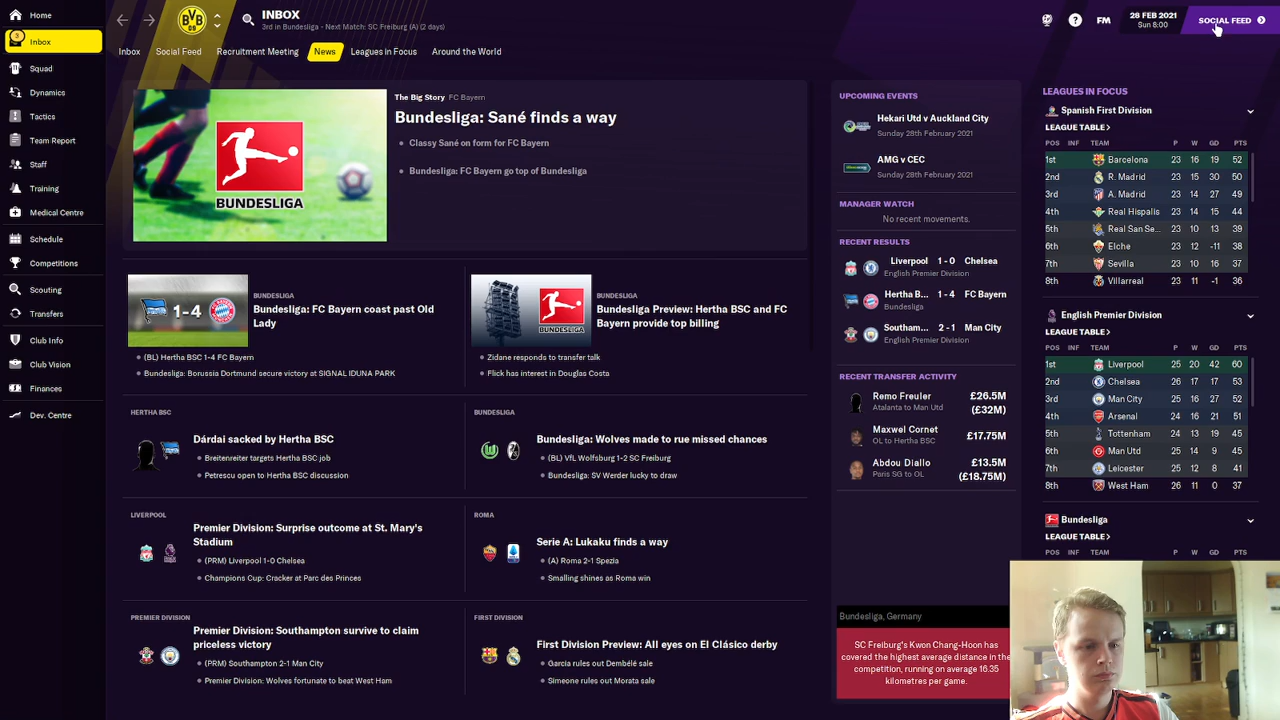 Home
3
Inbox
Squad
Dynamics
Tactics
Team Report
Staff
Training
Medical Centre
Schedule
Competitions
Scouting
Transfers
Club Info
Club Vision
Finances
Dev. Centre
BVB
09
INBOX
3rd in Bundesliga - Next Match: SC Freiburg (A) (2 days)
? FM
28 FEB 2021
Sun 8:00
SOCIAL FEED
Inbox Social Feed Recruitment Meeting News Leagues in Focus Around the World
BUNDESLIGA
The Big Story FC Bayern
Bundesliga: Sané finds a way
Classy Sané on form for FC Bayern
Bundesliga: FC Bayern go top of Bundesliga
1-4
BUNDESLIGA
Bundesliga: FC Bayern coast past Old
Lady
(BL) Hertha BSC 1-4 FC Bayern
Bundesliga: Borussia Dortmund secure victory at SIGNAL IDUNA PARK
BUNDESLIGA
Bundesliga Preview: Hertha BSC and FC
Bayern provide top billing
Zidane responds to transfer talk
Flick has interest in Douglas Costa
HERTHA BSC
Dárdai sacked by Hertha BSC
Breitenreiter targets Hertha BSC job
Petrescu open to Hertha BSC discussion
BUNDESLIGA
Bundesliga: Wolves made to rue missed chances
(BL) VfL Wolfsburg 1-2 SC Freiburg
Bundesliga: SV Werder lucky to draw
LIVERPOOL
Premier Division: Surprise outcome at St. Mary's
Stadium
(PRM) Liverpool 1-0 Chelsea
Champions Cup: Cracker at Parc des Princes
ROMA
Serie A: Lukaku finds a way
(A) Roma 2-1 Spezia
Smalling shines as Roma win
PREMIER DIVISION
Premier Division: Southampton survive to claim
priceless victory
(PRM) Southampton 2-1 Man City
Premier Division: Wolves fortunate to beat West Ham
FIRST DIVISION
First Division Preview: All eyes on El Clásico derby
Garcia rules out Dembélé sale
Simeone rules out Morata sale
UPCOMING EVENTS
Hekari Utd v Auckland City
Sunday 28th February 2021
AMG v CEC
Sunday 28th February 2021
MANAGER WATCH
No recent movements.
RECENT RESULTS
Liverpool 1 - 0 Chelsea
English Premier Division
Hertha B... 1 - 4 FC Bayern
Bundesliga
Southam... 2 - 1 Man City
English Premier Division
RECENT TRANSFER ACTIVITY
Remo Freuler £26.5M
Atalanta to Man Utd (£32M)
Maxwel Cornet £17.75M
OL to Hertha BSC
Abdou Diallo £13.5M
Paris SG to OL (£18.75M)
Bundesliga, Germany
SC Freiburg's Kwon Chang-Hoon has
covered the highest average distance in the
competition, running on average 16.35
kilometres per game.
LEAGUES IN FOCUS
Spanish First Division
LEAGUE TABLE >
POS INF TEAM P W GD PTS
1st Barcelona 23 16 19 52
2nd R. Madrid 23 15 30 50
3rd A. Madrid 23 14 27 49
4th Real Hispalis 23 14 15 44
5th Real San Se... 23 10 13 39
6th Elche 23 12 -11 38
7th Sevilla 23 10 13 36
8th Villarreal 23 11 -1 36
English Premier Division
LEAGUE TABLE >
POS INF TEAM P W GD PTS
1st Liverpool 25 20 42 60
2nd Chelsea 26 17 17 53
3rd Man City 25 16 27 52
4th Arsenal 24 16 21 51
5th Tottenham 24 13 19 45
6th Man Utd 25 14 9 45
7th Leicester 25 12 8 41
8th West Ham 26 11 0 37
Bundesliga
LEAGUE TABLE >
POS INF TEAM P W GD PTS